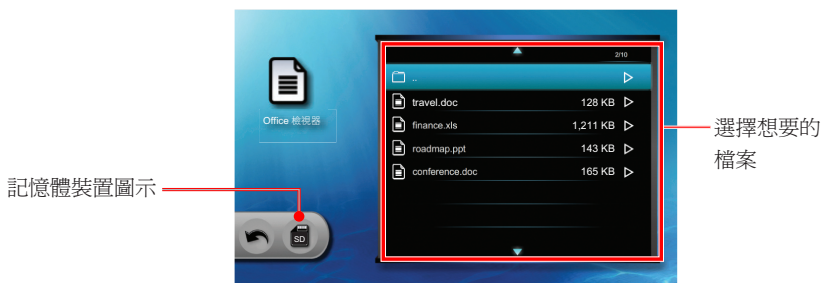 2/10
..
travel.doc 128 KB
finance.xls 1,211 KB
roadmap.ppt 143 KB
conference.doc 165 KB
Office 檢視器
選擇想要的
檔案
記憶體裝置圖示
SD